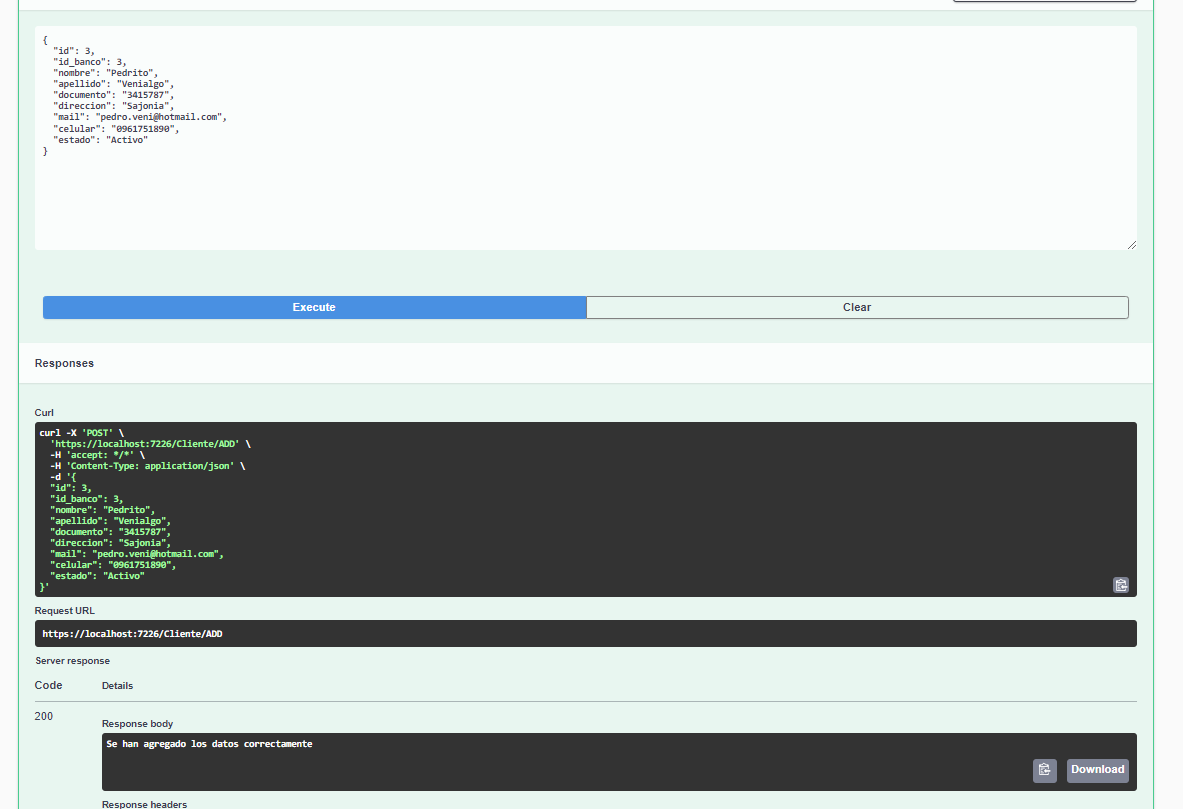 {
  "id": 3,
  "id_banco": 3,
  "nombre": "Pedrito",
  "apellido": "Venialgo",
  "documento": "3415787",
  "direccion": "Sajonia",
  "mail": "pedro.veni@hotmail.com",
  "celular": "0961751890",
  "estado": "Activo"
}
Execute
Clear
Responses
Curl
curl -X 'POST' \
  'https://localhost:7226/Cliente/ADD' \
  -H 'accept: */*' \
  -H 'Content-Type: application/json' \
  -d '{
  "id": 3,
  "id_banco": 3,
  "nombre": "Pedrito",
  "apellido": "Venialgo",
  "documento": "3415787",
  "direccion": "Sajonia",
  "mail": "pedro.veni@hotmail.com",
  "celular": "0961751890",
  "estado": "Activo"
}'
Request URL
https://localhost:7226/Cliente/ADD
Server response
Code
Details
200
Response body
Se han agregado los datos correctamente
Download
Response headers